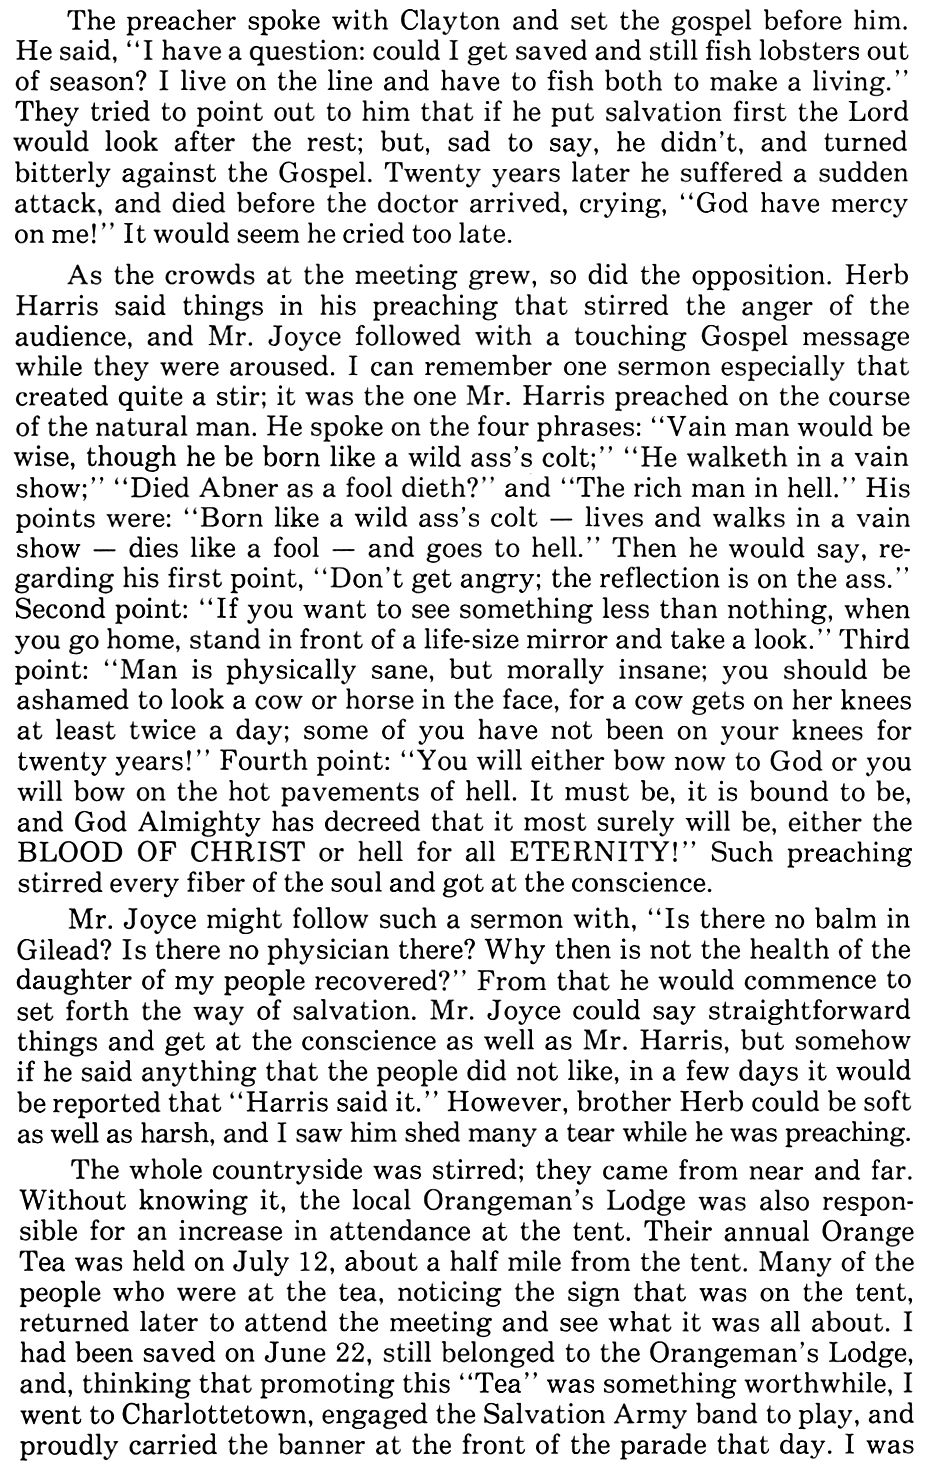 The preacher spoke with Clayton and set the gospel before him.
He said, "I have a question: could I get saved and still fish lobsters out
of season? I live on the line and have to fish both to make a living."
They tried to point out to him that if he put salvation first the Lord
would look after the rest; but, sad to say, he didn't, and turned
bitterly against the Gospel. Twenty years later he suffered a sudden
attack, and died before the doctor arrived, crying, "God have mercy
on me!" It would seem he cried too late.
As the crowds at the meeting grew, so did the opposition. Herb
Harris said things in his preaching that stirred the anger of the
audience, and Mr. Joyce followed with a touching Gospel message
while they were aroused. I can remember one sermon especially that
created quite a stir; it was the one Mr. Harris preached on the course
of the natural man. He spoke on the four phrases: "Vain man would be
wise, though he be born like a wild ass's colt;" "He walketh in a vain
show;" "Died Abner as a fool dieth?" and "The rich man in hell." His
points were: "Born like a wild ass's colt — lives and walks in a vain
show — dies like a fool — and goes to hell." Then he would say, re-
garding his first point, "Don't get angry; the reflection is on the ass."
Second point: "If you want to see something less than nothing, when
you go home, stand in front of a life-size mirror and take a look." Third
point: "Man is physically sane, but morally insane; you should be
ashamed to look a cow or horse in the face, for a cow gets on her knees
at least twice a day; some of you have not been on your knees for
twenty years!" Fourth point: "You will either bow now to God or you
will bow on the hot pavements of hell. It must be, it is bound to be,
and God Almighty has decreed that it most surely will be, either the
BLOOD OF CHRIST or hell for all ETERNITY!" Such preaching
stirred every fiber of the soul and got at the conscience.
Mr. Joyce might follow such a sermon with, "Is there no balm in
Gilead? Is there no physician there? Why then is not the health of the
daughter of my people recovered?" From that he would commence to
set forth the way of salvation. Mr. Joyce could say straightforward
things and get at the conscience as well as Mr. Harris, but somehow
if he said anything that the people did not like, in a few days it would
be reported that "Harris said it." However, brother Herb could be soft
as well as harsh, and I saw him shed many a tear while he was preaching.
The whole countryside was stirred; they came from near and far.
Without knowing it, the local Orangeman's Lodge was also respon-
sible for an increase in attendance at the tent. Their annual Orange
Tea was held on July 12, about a half mile from the tent. Many of the
people who were at the tea, noticing the sign that was on the tent,
returned later to attend the meeting and see what it was all about. I
had been saved on June 22, still belonged to the Orangeman's Lodge,
and, thinking that promoting this "Tea" was something worthwhile, I
went to Charlottetown, engaged the Salvation Army band to play, and
proudly carried the banner at the front of the parade that day. I was